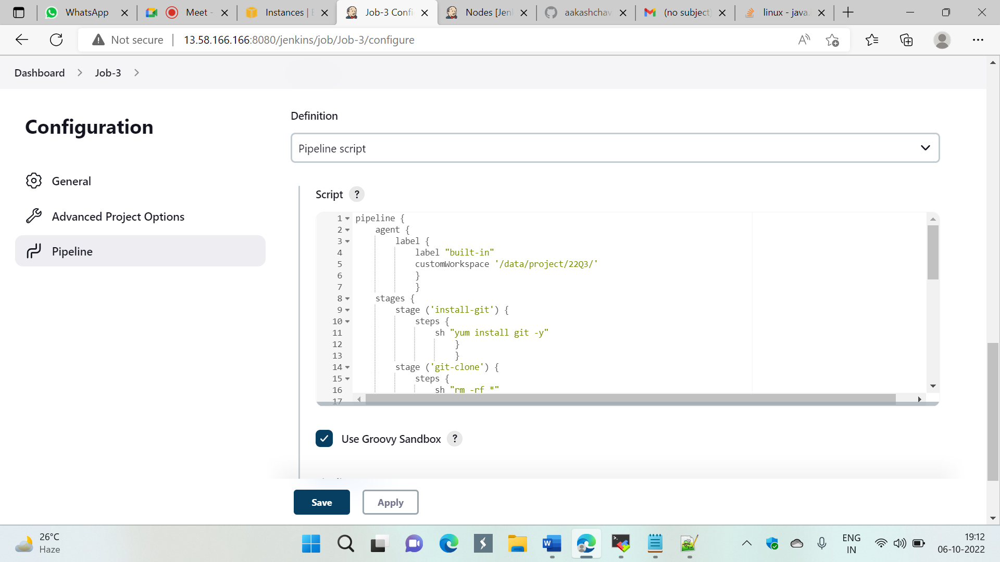 WhatsApp
Meet -
Instances | E
Job-3 Confi
Nodes [Jen
aakashchav
(no subject)
linux - java.
Not secure
13.58.166.166:8080/jenkins/job/Job-3/configure
Dashboard
Job-3
Configuration
General
Advanced Project Options
Pipeline
Definition
Pipeline script
Script ?
1 pipeline {
2 agent {
3 label {
4 label "built-in"
5 customWorkspace '/data/project/22Q3/'
6 }
7 }
8 stages {
9 stage ('install-git') {
10 steps {
11 sh "yum install git -y"
12 }
13 }
14 stage ('git-clone') {
15 steps {
16 sh "rm -rf *"
17
Use Groovy Sandbox ?
Save
Apply
26°C
Haze
ENG
IN
19:12
06-10-2022